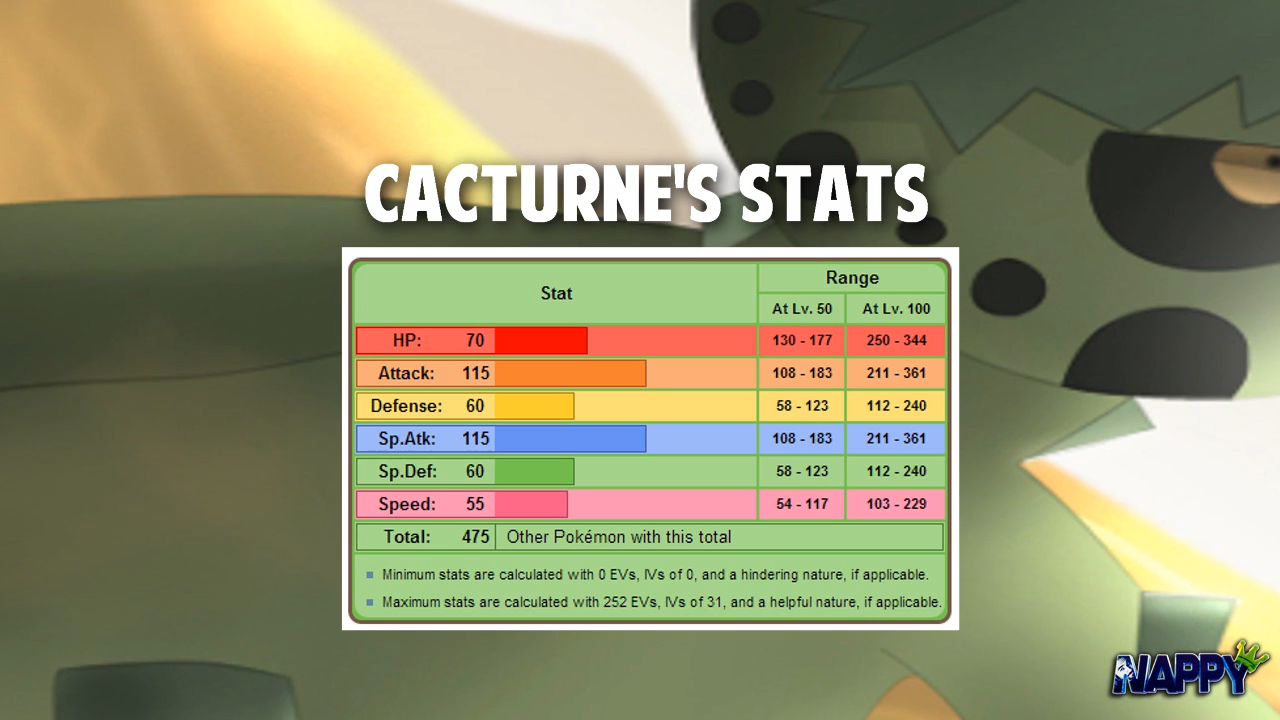 CACTURNE'S STATS
Stat
Range
At Lv. 50 At Lv. 100
HP: 70 130 - 177 250 - 344
Attack: 115 108 - 183 211 - 361
Defense: 60 58 - 123 112 - 240
Sp.Atk: 115 108 - 183 211 - 361
Sp.Def: 60 58 - 123 112 - 240
Speed: 55 54 - 117 103 - 229
Total: 475 Other Pokémon with this total
Minimum stats are calculated with 0 EVs, IVs of 0, and a hindering nature, if applicable.
Maximum stats are calculated with 252 EVs, IVs of 31, and a helpful nature, if applicable.
NAPPY